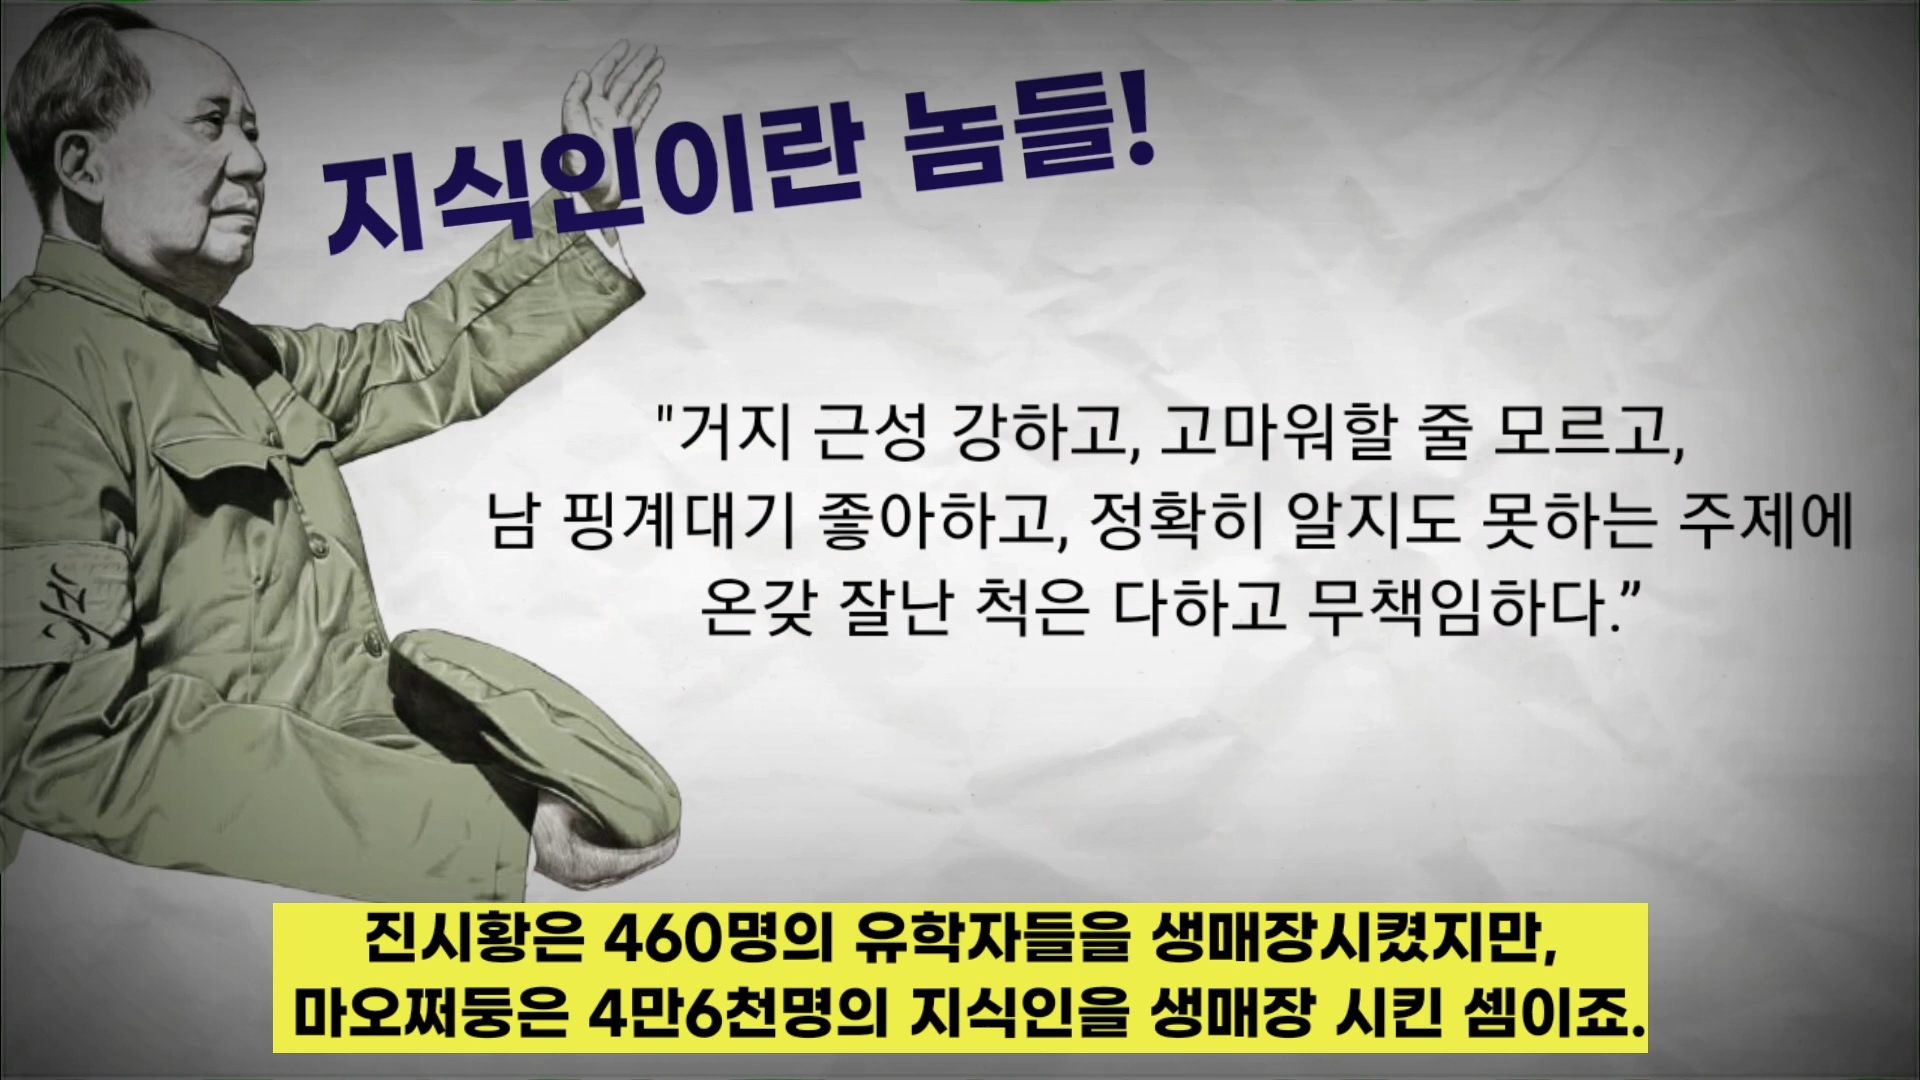 지식인이란 놈들!
"거지 근성 강하고, 고마워할 줄 모르고,
남 핑계대기 좋아하고, 정확히 알지도 못하는 주제에
온갖 잘난 척은 다하고 무책임하다.”
진시황은 460명의 유학자들을 생매장시켰지만,
마오쩌둥은 4만6천명의 지식인을 생매장 시킨 셈이죠.